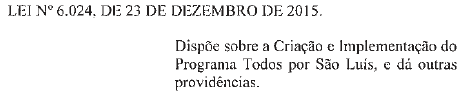 LEI Nº 6.024, DE 23 DE DEZEMBRO DE 2015.
Dispõe sobre a Criação e Implementação do
Programa Todos por São Luís, e dá outras
providências.